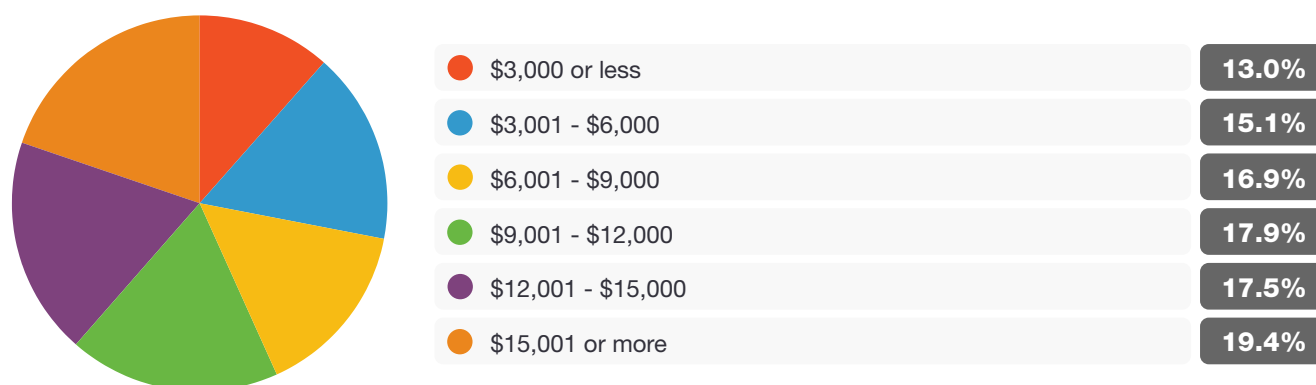 $3,000 or less 13.0%
$3,001 - $6,000 15.1%
$6,001 - $9,000 16.9%
$9,001 - $12,000 17.9%
$12,001 - $15,000 17.5%
$15,001 or more 19.4%